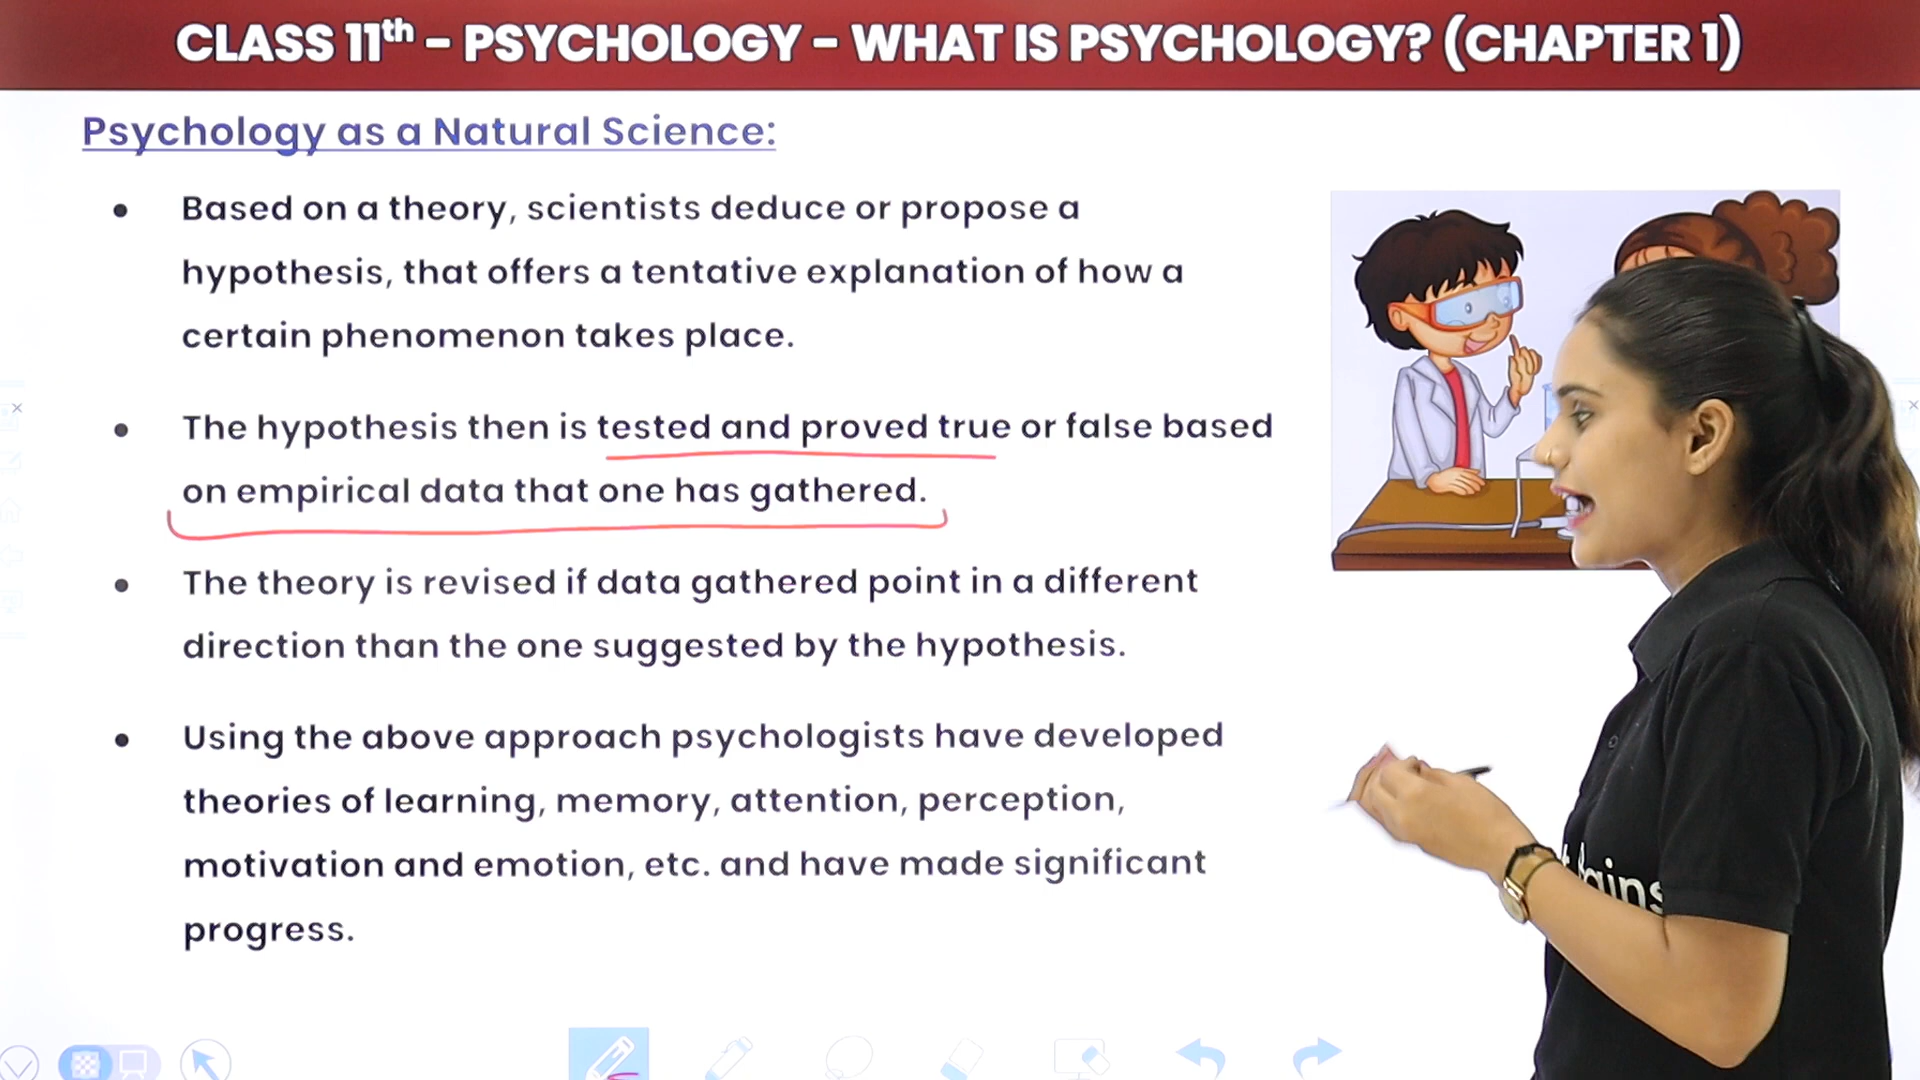 CLASS 11th – PSYCHOLOGY – WHAT IS PSYCHOLOGY? (CHAPTER 1)
Psychology as a Natural Science:
• Based on a theory, scientists deduce or propose a
hypothesis, that offers a tentative explanation of how a
certain phenomenon takes place.
• The hypothesis then is tested and proved true or false based
on empirical data that one has gathered.
• The theory is revised if data gathered point in a different
direction than the one suggested by the hypothesis.
• Using the above approach psychologists have developed
theories of learning, memory, attention, perception,
motivation and emotion, etc. and have made significant
progress.